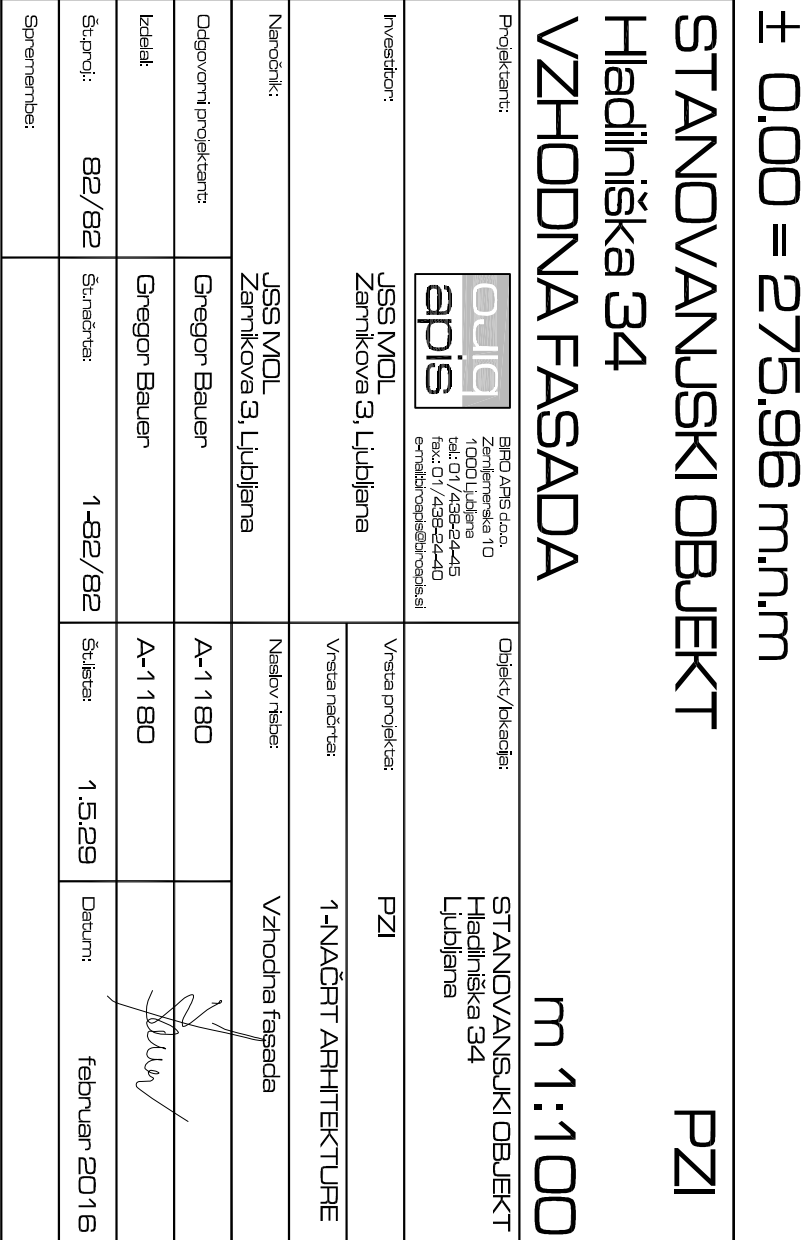 ± 0.00 = 275.96 m.n.m
STANOVANJSKI OBJEKT PZI
Hladilniška 34
VZHODNA FASADA m 1:100
Projektant:
biro
apis
BIRO APIS d.o.o.
Zemljemerska 10
1000 Ljubljana
tel.: 01/438-24-45
fax.: 01/438-24-40
e-mail:biroapis@biroapis.si
Objekt/lokacija:
STANOVANSJKI OBJEKT
Hladilniška 34
Ljubljana
Investitor:
JSS MOL
Zarnikova 3, Ljubljana
Vrsta projekta: PZI
Vrsta načrta: 1-NAČRT ARHITEKTURE
Naročnik:
JSS MOL
Zarnikova 3, Ljubljana
Naslov risbe: Vzhodna fasada
Odgovorni projektant: Gregor Bauer A-1180
Izdelal: Gregor Bauer A-1180
Št.proj.: 82/82 Št.načrta: 1-82/82 Št.lista: 1.5.29 Datum: februar 2016
Spremembe: